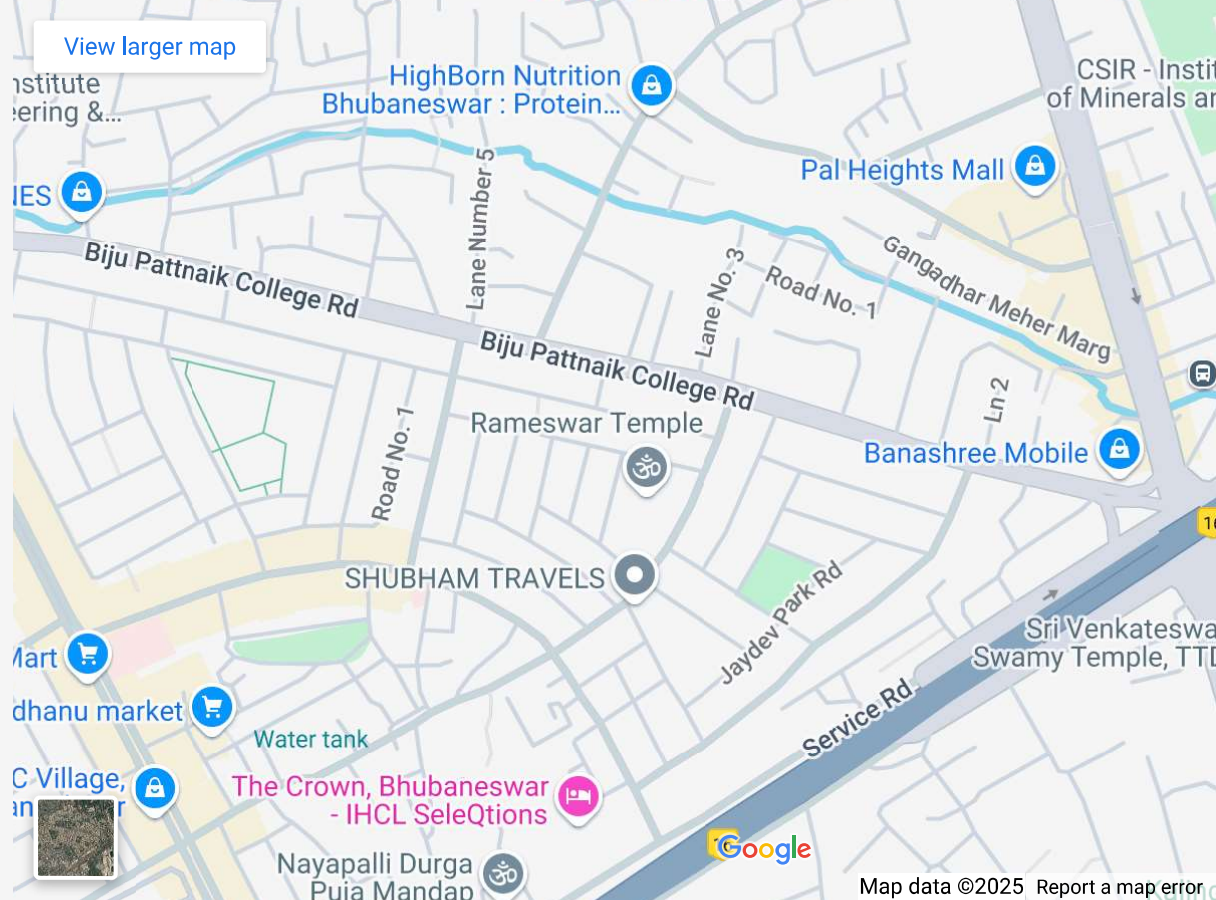 View larger map
nstitute
eering &...
HighBorn Nutrition
Bhubaneswar : Protein...
CSIR - Instit
of Minerals an
Pal Heights Mall
NES
Lane Number 5
Biju Pattnaik College Rd
Lane No. 3
Road No. 1
Gangadhar Meher Marg
Biju Pattnaik College Rd
Ln 2
Road No. 1
Rameswar Temple
Banashree Mobile
16
SHUBHAM TRAVELS
Jaydev Park Rd
Sri Venkateswa
Swamy Temple, TTD
Mart
dhanu market
Service Rd
Water tank
C Village,
The Crown, Bhubaneswar
- IHCL SeleQtions
Google
Nayapalli Durga
Puja Mandap
Map data ©2025
Report a map error